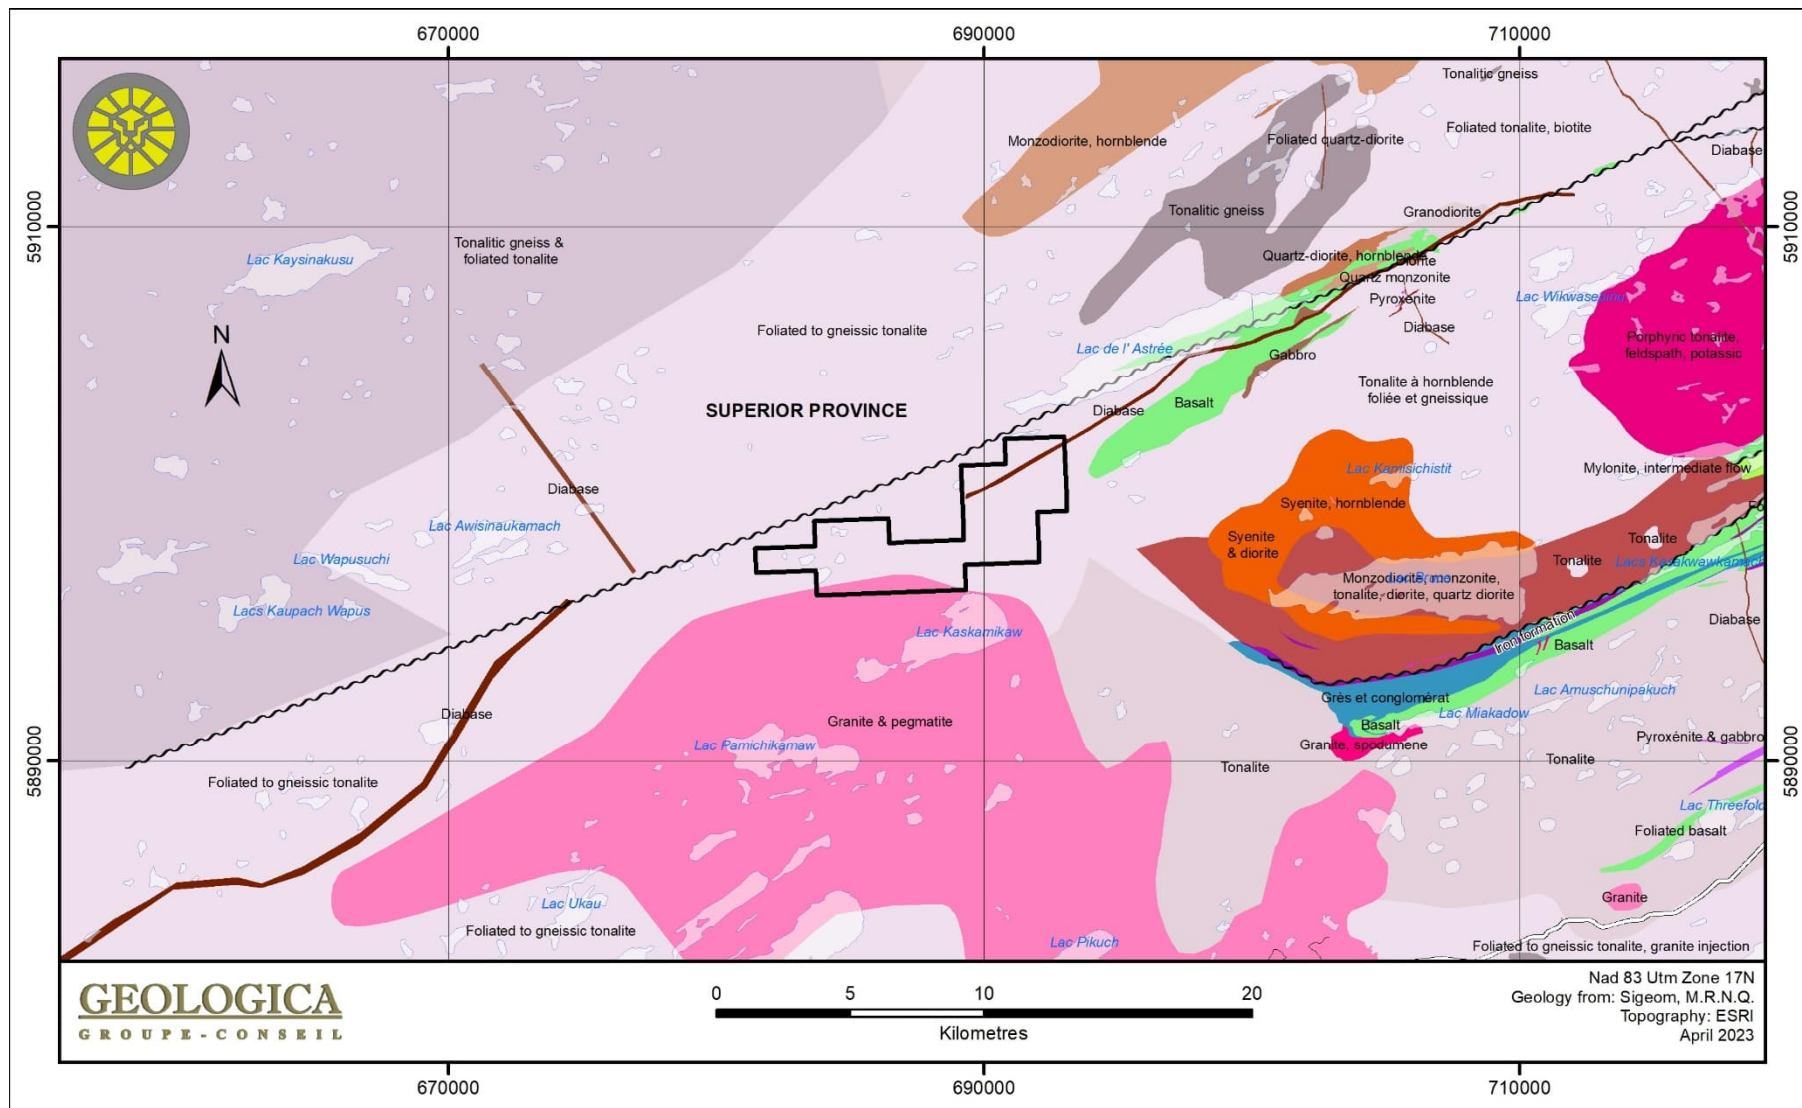 670000
690000
710000
Tonalitic gneiss
Foliated tonalite, biotite
Monzodiorite, hornblende
Foliated quartz-diorite
Diabase
Tonalitic gneiss
Granodiorite
5910000
5910000
Tonalitic gneiss &
foliated tonalite
Lac Kaysinakusu
Quartz-diorite, hornblende
Diorite
Quartz monzonite
Pyroxenite
Lac Wikwasepinu
N
Foliated to gneissic tonalite
Diabase
Lac de l' Astrée
Gabbro
Porphyric tonalite,
feldspath, potassic
Tonalite à hornblende
foliée et gneissique
SUPERIOR PROVINCE
Diabase
Basalt
Lac Kamisichistit
Mylonite, intermediate flow
Diabase
Syenite, hornblende
Lac Awisinaukamach
Syenite
& diorite
Tonalite
Lac Wapusuchi
Tonalite
Monzodiorite, monzonite,
tonalite, diorite, quartz diorite
Lacs Kaupach Wapus
Lac Kaskamikaw
Iron formation
Basalt
Diabase
Diabase
Granite & pegmatite
Grès et conglomérat
Lac Amuschunipakuch
Lac Miakadow
Basalt
Lac Pamichikamaw
Granite, spodumene
Pyroxénite & gabbro
5890000
5890000
Tonalite
Tonalite
Foliated to gneissic tonalite
Lac Threefold
Foliated basalt
Granite
Lac Ukau
Foliated to gneissic tonalite
Lac Pikuch
Foliated to gneissic tonalite, granite injection
GEOLOGICA
GROUPE-CONSEIL
0 5 10 20
Kilometres
Nad 83 Utm Zone 17N
Geology from: Sigeom, M.R.N.Q.
Topography: ESRI
April 2023
670000
690000
710000